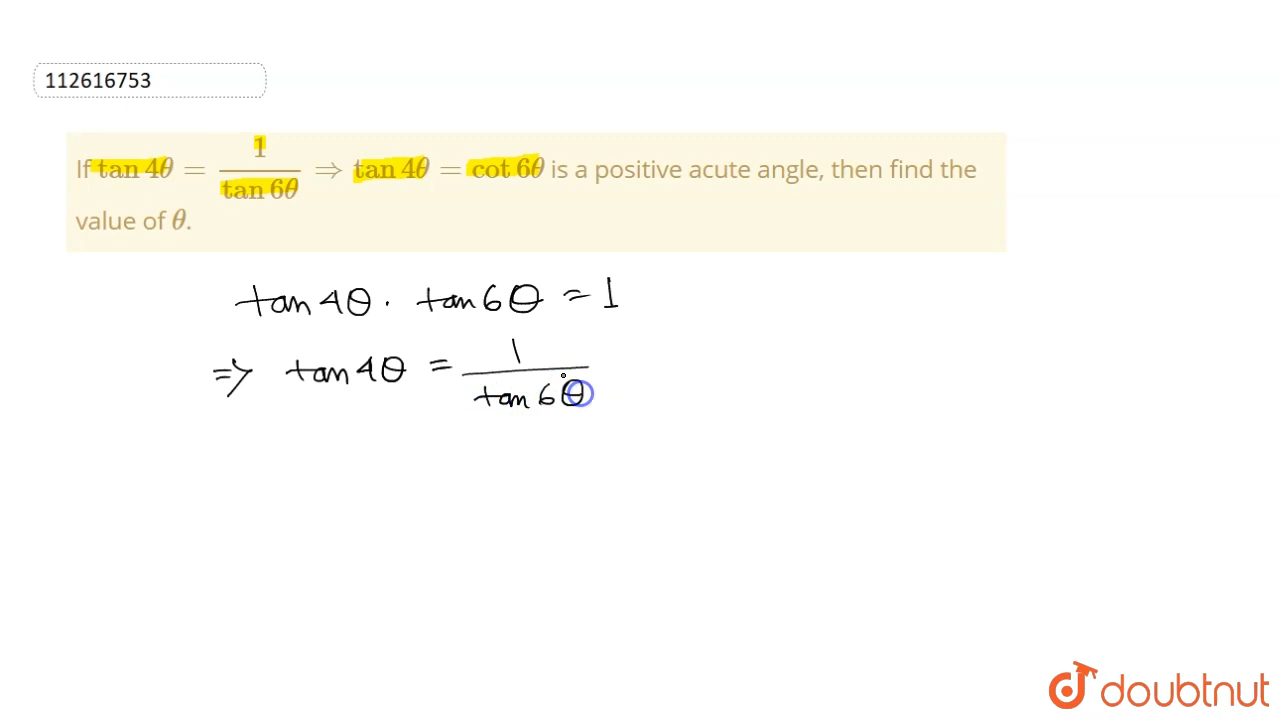 112616753
If tan 4θ = 1/tan 6θ ⇒ tan 4θ = cot 6θ is a positive acute angle, then find the
value of θ.
tan 4θ . tan 6θ = 1
=> tan 4θ = 1/tan 6θ
doubtnut